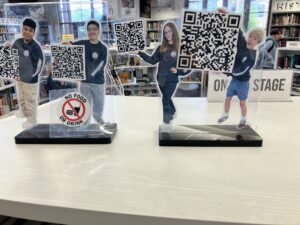 NO FOOD
OR DRINK
ON STAGE